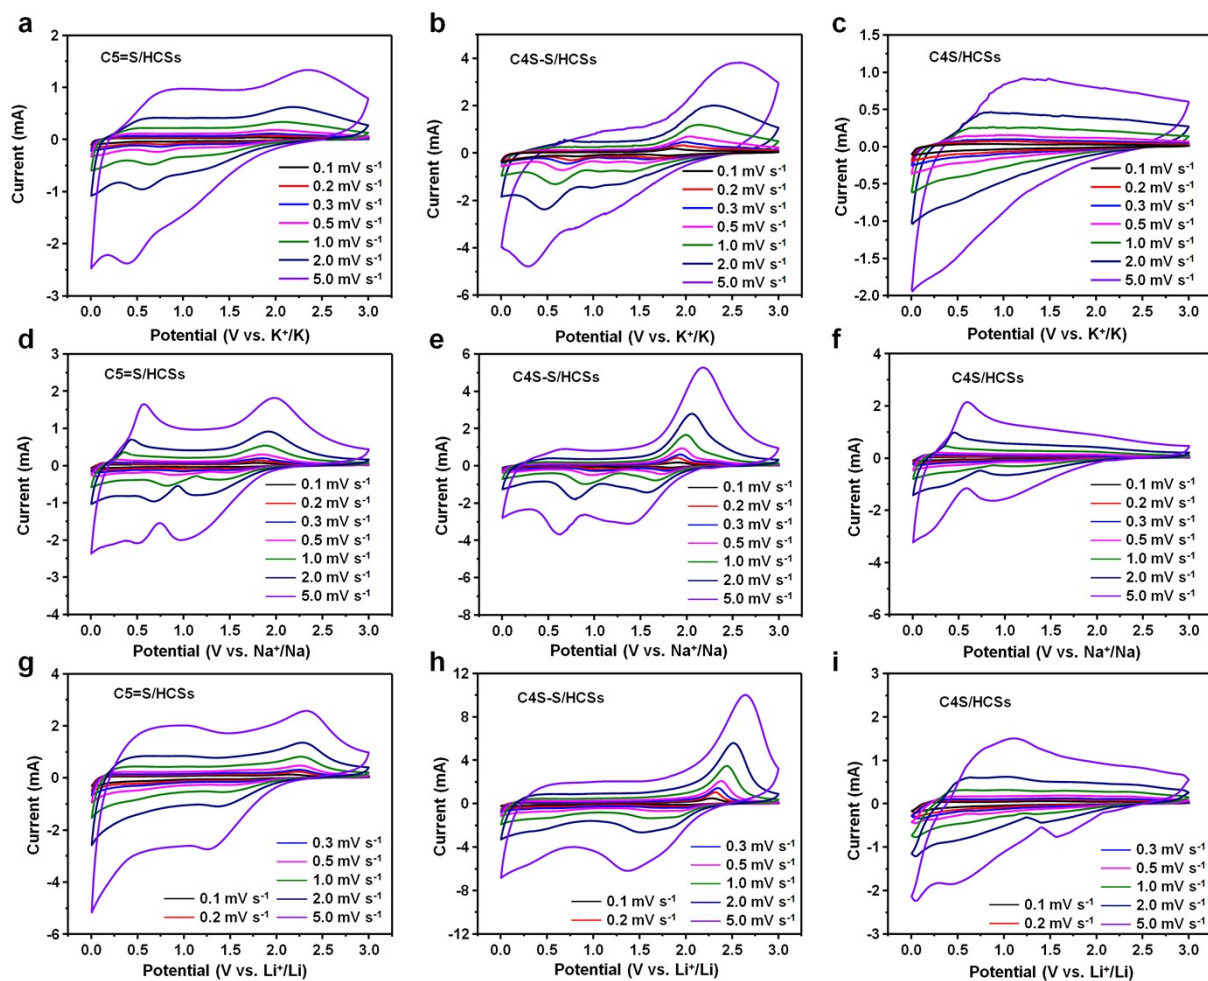 a
C5=S/HCSs
Current (mA)
2
1
0
-1
-2
-3
0.1 mV s⁻¹
0.2 mV s⁻¹
0.3 mV s⁻¹
0.5 mV s⁻¹
1.0 mV s⁻¹
2.0 mV s⁻¹
5.0 mV s⁻¹
0.0 0.5 1.0 1.5 2.0 2.5 3.0
Potential (V vs. K⁺/K)
b
C4S-S/HCSs
Current (mA)
6
4
2
0
-2
-4
-6
0.1 mV s⁻¹
0.2 mV s⁻¹
0.3 mV s⁻¹
0.5 mV s⁻¹
1.0 mV s⁻¹
2.0 mV s⁻¹
5.0 mV s⁻¹
0.0 0.5 1.0 1.5 2.0 2.5 3.0
Potential (V vs. K⁺/K)
c
C4S/HCSs
Current (mA)
1.5
1.0
0.5
0.0
-0.5
-1.0
-1.5
-2.0
0.1 mV s⁻¹
0.2 mV s⁻¹
0.3 mV s⁻¹
0.5 mV s⁻¹
1.0 mV s⁻¹
2.0 mV s⁻¹
5.0 mV s⁻¹
0.0 0.5 1.0 1.5 2.0 2.5 3.0
Potential (V vs. K⁺/K)
d
C5=S/HCSs
Current (mA)
3
2
1
0
-1
-2
-3
-4
0.1 mV s⁻¹
0.2 mV s⁻¹
0.3 mV s⁻¹
0.5 mV s⁻¹
1.0 mV s⁻¹
2.0 mV s⁻¹
5.0 mV s⁻¹
0.0 0.5 1.0 1.5 2.0 2.5 3.0
Potential (V vs. Na⁺/Na)
e
C4S-S/HCSs
Current (mA)
6
4
2
0
-2
-4
-6
-8
0.1 mV s⁻¹
0.2 mV s⁻¹
0.3 mV s⁻¹
0.5 mV s⁻¹
1.0 mV s⁻¹
2.0 mV s⁻¹
5.0 mV s⁻¹
0.0 0.5 1.0 1.5 2.0 2.5 3.0
Potential (V vs. Na⁺/Na)
f
C4S/HCSs
Current (mA)
4
2
0
-2
-4
-6
0.1 mV s⁻¹
0.2 mV s⁻¹
0.3 mV s⁻¹
0.5 mV s⁻¹
1.0 mV s⁻¹
2.0 mV s⁻¹
5.0 mV s⁻¹
0.0 0.5 1.0 1.5 2.0 2.5 3.0
Potential (V vs. Na⁺/Na)
g
C5=S/HCSs
Current (mA)
4
2
0
-2
-4
-6
0.3 mV s⁻¹
0.5 mV s⁻¹
1.0 mV s⁻¹
0.1 mV s⁻¹ 2.0 mV s⁻¹
0.2 mV s⁻¹ 5.0 mV s⁻¹
0.0 0.5 1.0 1.5 2.0 2.5 3.0
Potential (V vs. Li⁺/Li)
h
C4S-S/HCSs
Current (mA)
12
8
4
0
-4
-8
-12
0.3 mV s⁻¹
0.5 mV s⁻¹
1.0 mV s⁻¹
0.1 mV s⁻¹ 2.0 mV s⁻¹
0.2 mV s⁻¹ 5.0 mV s⁻¹
0.0 0.5 1.0 1.5 2.0 2.5 3.0
Potential (V vs. Li⁺/Li)
i
C4S/HCSs
Current (mA)
3
2
1
0
-1
-2
-3
0.3 mV s⁻¹
0.5 mV s⁻¹
1.0 mV s⁻¹
0.1 mV s⁻¹ 2.0 mV s⁻¹
0.2 mV s⁻¹ 5.0 mV s⁻¹
0.0 0.5 1.0 1.5 2.0 2.5 3.0
Potential (V vs. Li⁺/Li)